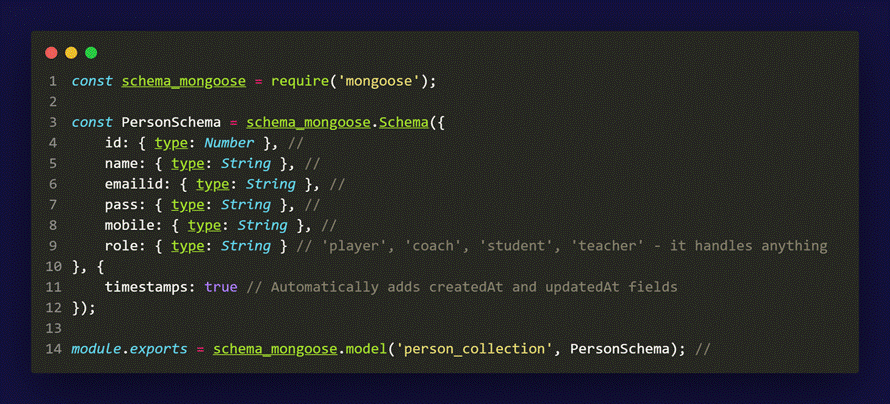 1 const schema_mongoose = require('mongoose');
2
3 const PersonSchema = schema_mongoose.Schema({
4     id: { type: Number }, //
5     name: { type: String }, //
6     emailid: { type: String }, //
7     pass: { type: String }, //
8     mobile: { type: String }, //
9     role: { type: String } // 'player', 'coach', 'student', 'teacher' - it handles anything
10 }, {
11     timestamps: true // Automatically adds createdAt and updatedAt fields
12 });
13
14 module.exports = schema_mongoose.model('person_collection', PersonSchema); //